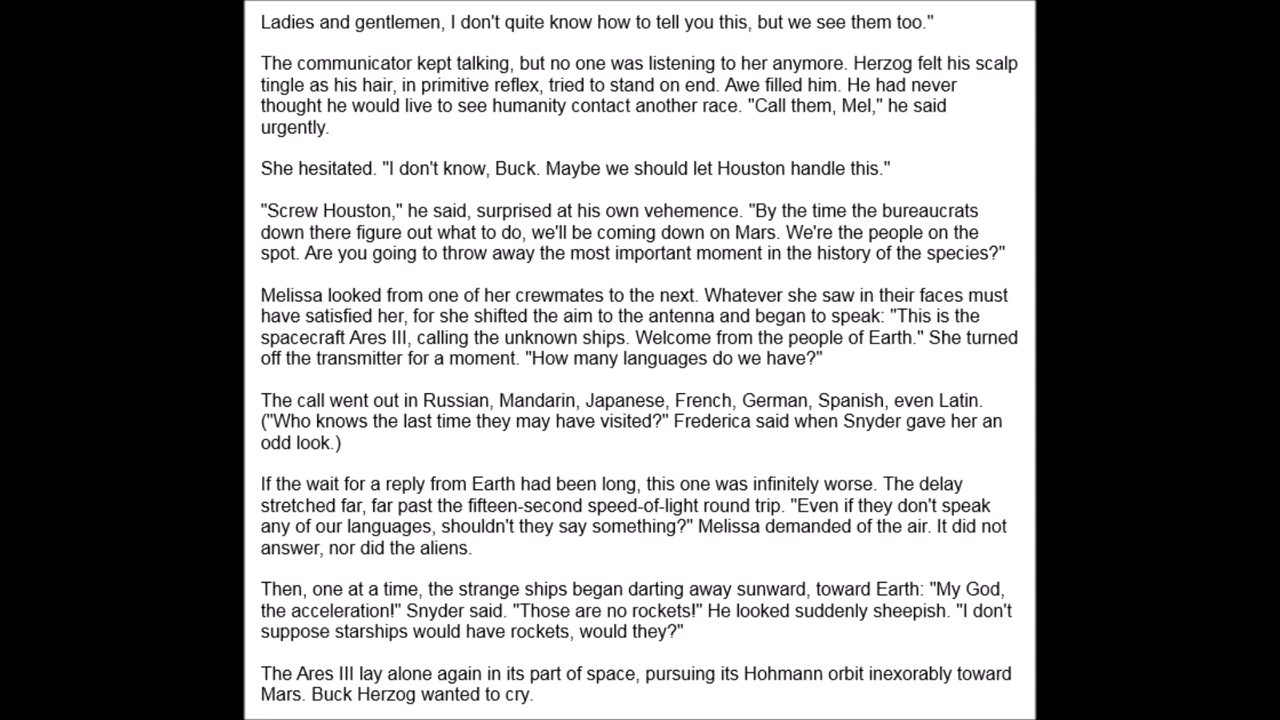 Ladies and gentlemen, I don't quite know how to tell you this, but we see them too."
The communicator kept talking, but no one was listening to her anymore. Herzog felt his scalp
tingle as his hair, in primitive reflex, tried to stand on end. Awe filled him. He had never
thought he would live to see humanity contact another race. "Call them, Mel," he said
urgently.
She hesitated. "I don't know, Buck. Maybe we should let Houston handle this."
"Screw Houston," he said, surprised at his own vehemence. "By the time the bureaucrats
down there figure out what to do, we'll be coming down on Mars. We're the people on the
spot. Are you going to throw away the most important moment in the history of the species?"
Melissa looked from one of her crewmates to the next. Whatever she saw in their faces must
have satisfied her, for she shifted the aim to the antenna and began to speak: "This is the
spacecraft Ares III, calling the unknown ships. Welcome from the people of Earth." She turned
off the transmitter for a moment. "How many languages do we have?"
The call went out in Russian, Mandarin, Japanese, French, German, Spanish, even Latin.
("Who knows the last time they may have visited?" Frederica said when Snyder gave her an
odd look.)
If the wait for a reply from Earth had been long, this one was infinitely worse. The delay
stretched far, far past the fifteen-second speed-of-light round trip. "Even if they don't speak
any of our languages, shouldn't they say something?" Melissa demanded of the air. It did not
answer, nor did the aliens.
Then, one at a time, the strange ships began darting away sunward, toward Earth: "My God,
the acceleration!" Snyder said. "Those are no rockets!" He looked suddenly sheepish. "I don't
suppose starships would have rockets, would they?"
The Ares III lay alone again in its part of space, pursuing its Hohmann orbit inexorably toward
Mars. Buck Herzog wanted to cry.